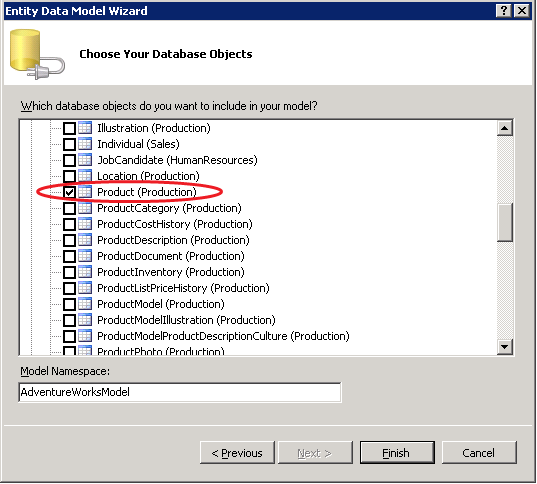 Entity Data Model Wizard
Choose Your Database Objects
Which database objects do you want to include in your model?
Illustration (Production)
Individual (Sales)
JobCandidate (HumanResources)
Location (Production)
Product (Production)
ProductCategory (Production)
ProductCostHistory (Production)
ProductDescription (Production)
ProductDocument (Production)
ProductInventory (Production)
ProductListPriceHistory (Production)
ProductModel (Production)
ProductModelIllustration (Production)
ProductModelProductDescriptionCulture (Production)
ProductPhoto (Production)
Model Namespace:
AdventureWorksModel
< Previous Next > Finish Cancel